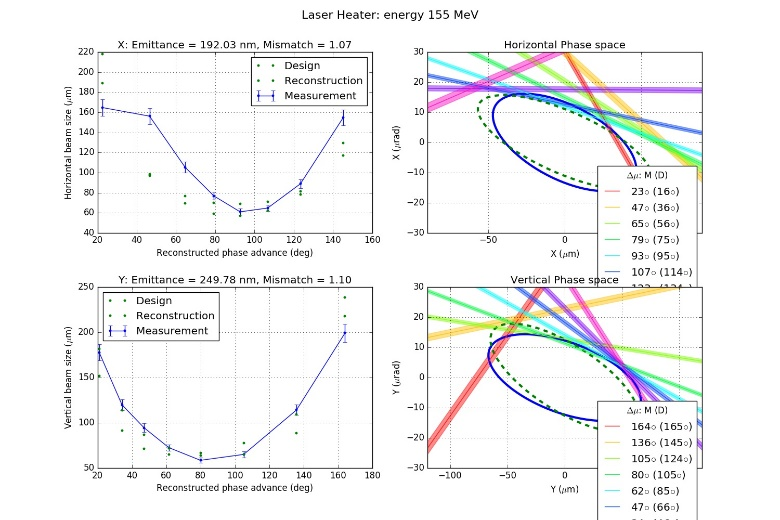 Laser Heater: energy 155 MeV
X: Emittance = 192.03 nm, Mismatch = 1.07
220
200
180
160
140
120
100
80
60
40
20 40 60 80 100 120 140 160
Horizontal beam size (μm)
Reconstructed phase advance (deg)
Design
Reconstruction
Measurement
Horizontal Phase space
30
20
10
0
−10
−20
−30
−50 0
X (μrad)
X (μm)
Δμ: M (D)
23○ (16○)
47○ (36○)
65○ (56○)
79○ (75○)
93○ (95○)
107○ (114○)
Y: Emittance = 249.78 nm, Mismatch = 1.10
250
200
150
100
50
20 40 60 80 100 120 140 160 180
Vertical beam size (μm)
Reconstructed phase advance (deg)
Design
Reconstruction
Measurement
Vertical Phase space
30
20
10
0
−10
−20
−30
−100 −50 0
Y (μrad)
Y (μm)
Δμ: M (D)
164○ (165○)
136○ (145○)
105○ (124○)
80○ (105○)
62○ (85○)
47○ (66○)